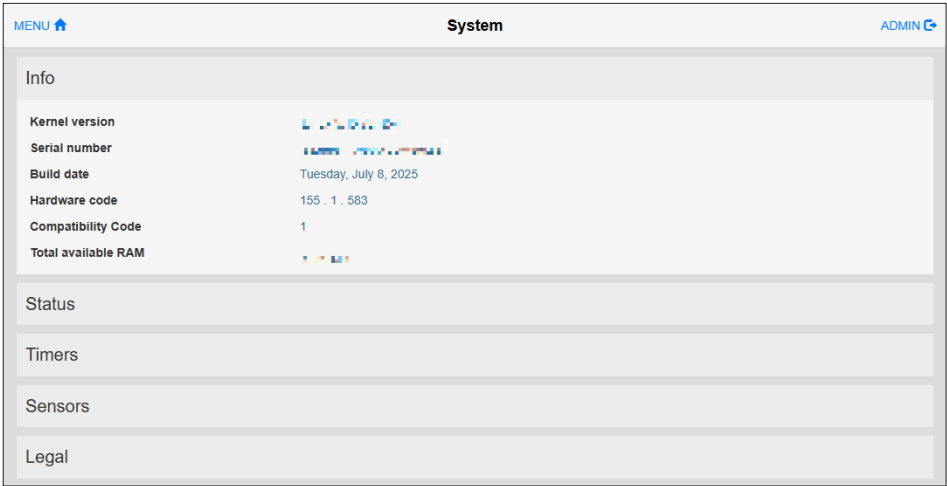 MENU
System
ADMIN
Info
Kernel version
Serial number
Build date Tuesday, July 8, 2025
Hardware code 155 . 1 . 583
Compatibility Code 1
Total available RAM
Status
Timers
Sensors
Legal